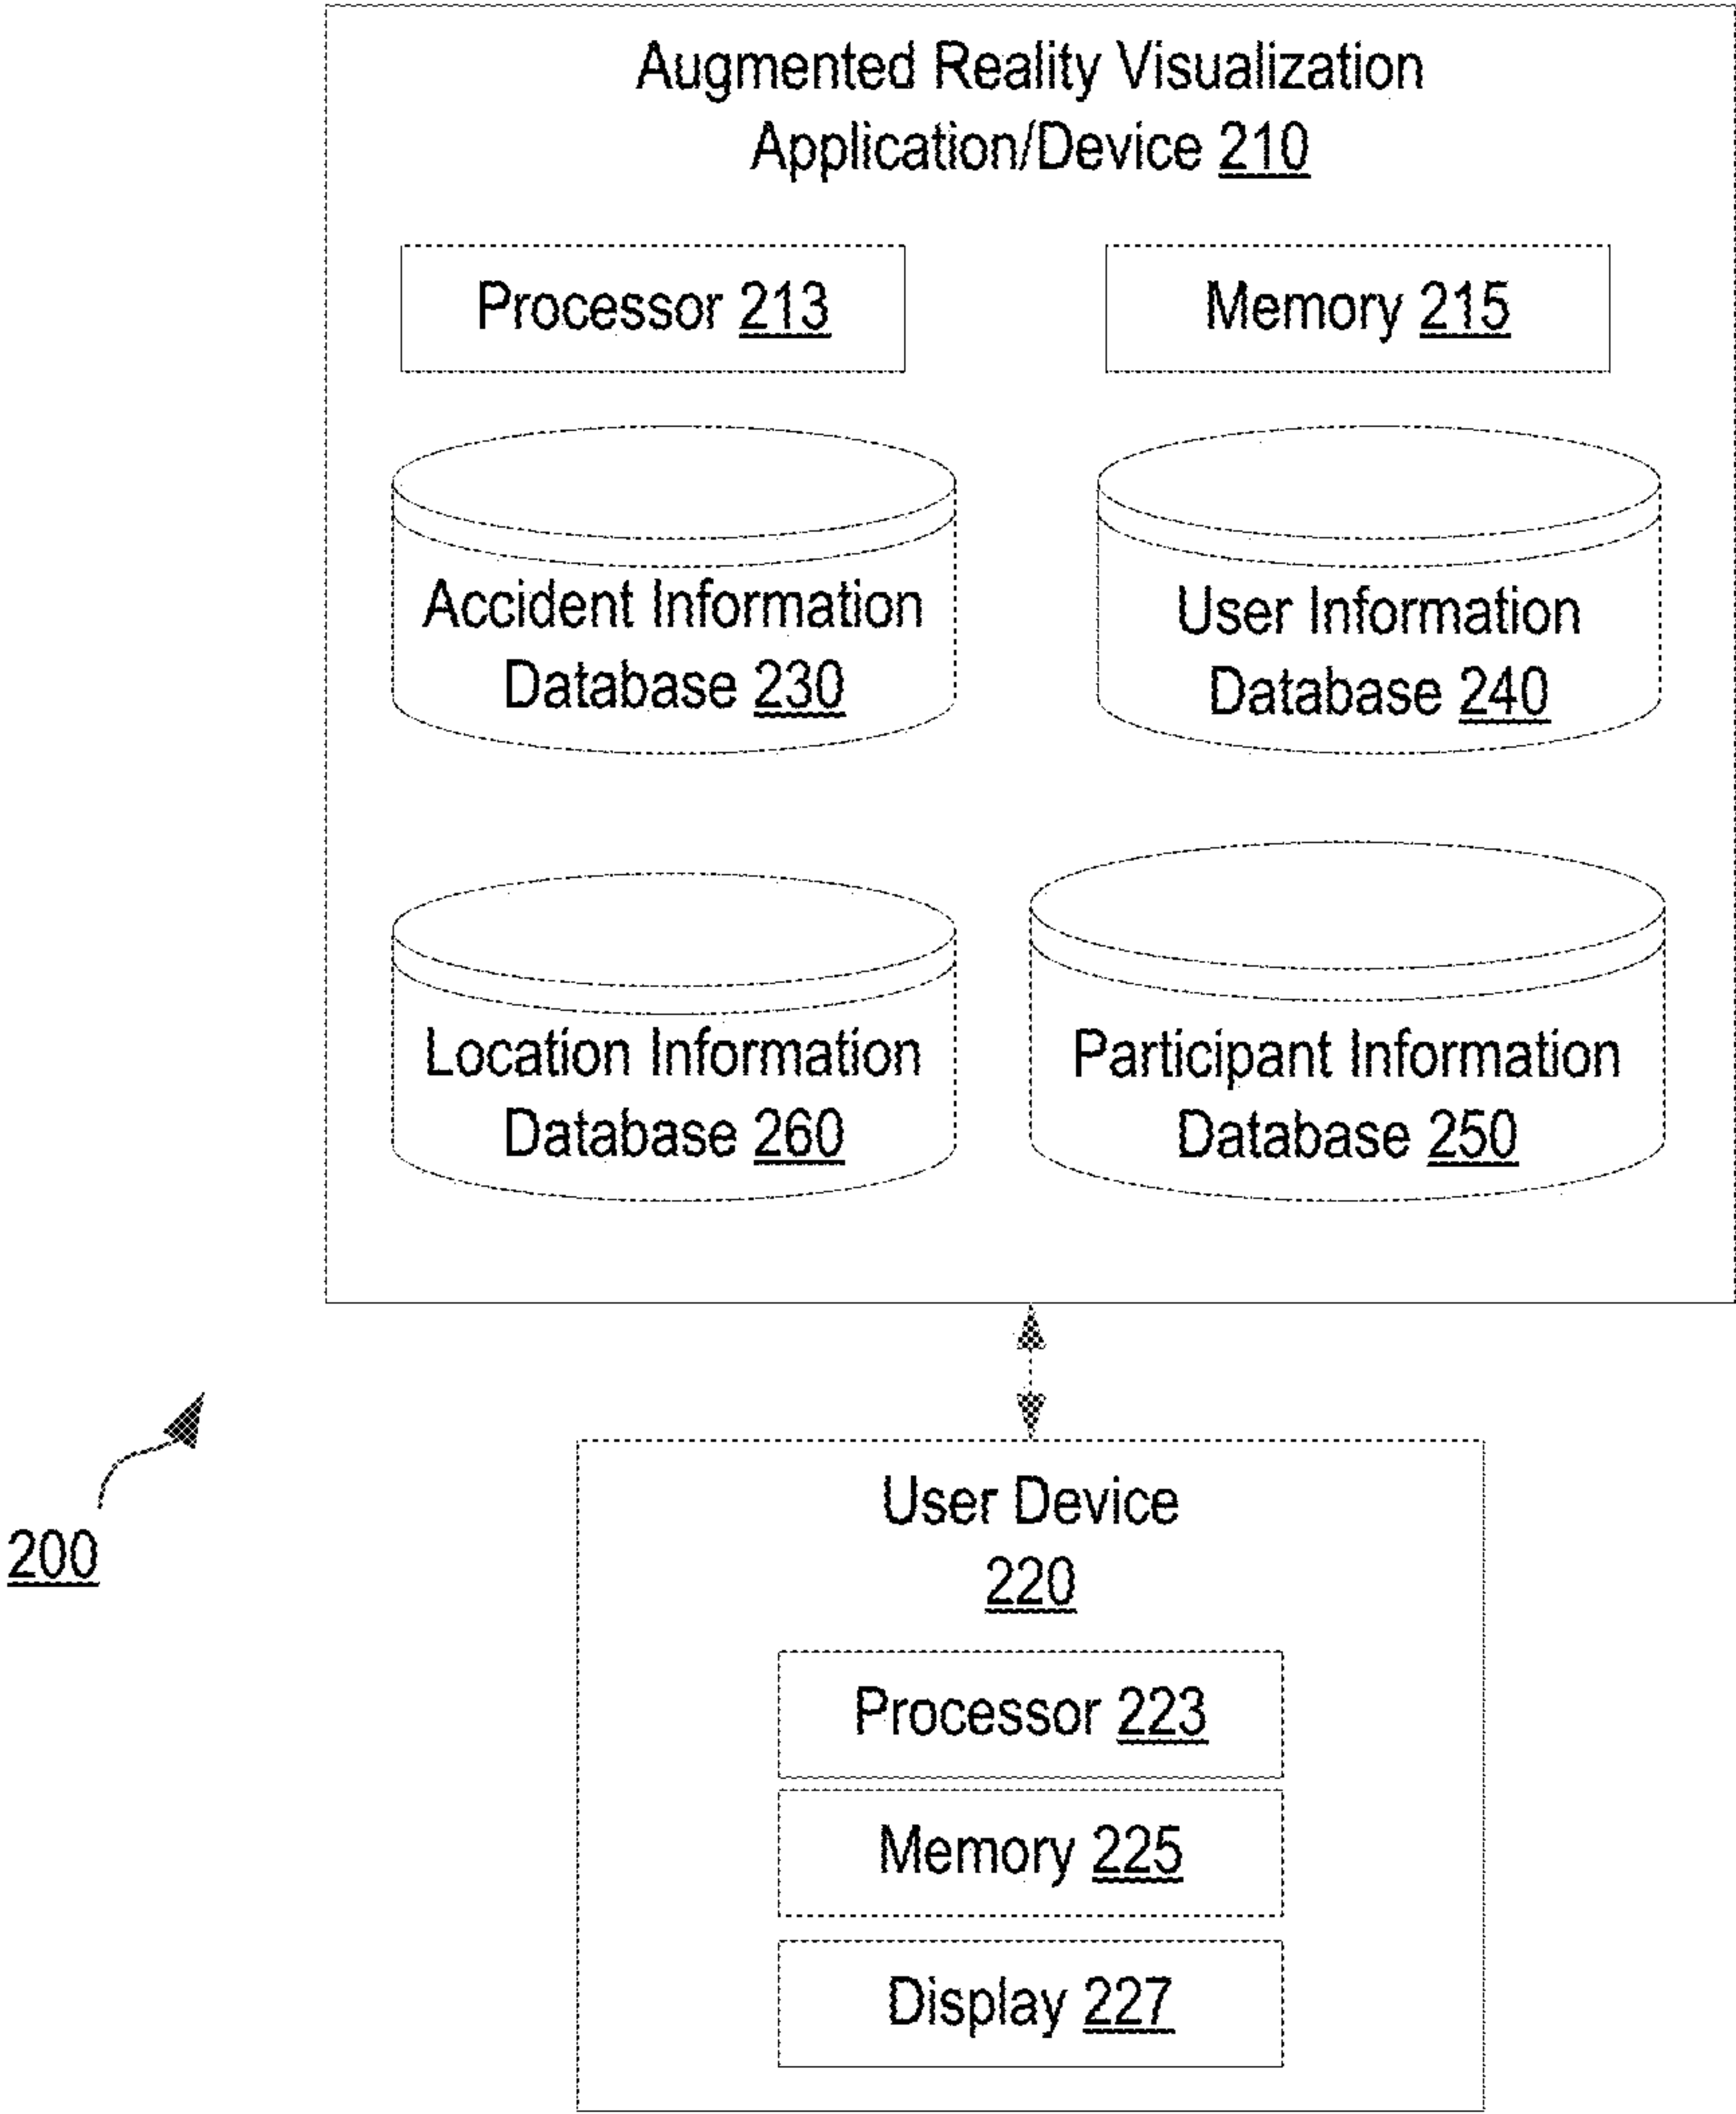 Augmented Reality Visualization
Application/Device 210
Processor 213
Memory 215
Accident Information
Database 230
User Information
Database 240
Location Information
Database 260
Participant Information
Database 250
200
User Device
220
Processor 223
Memory 225
Display 227